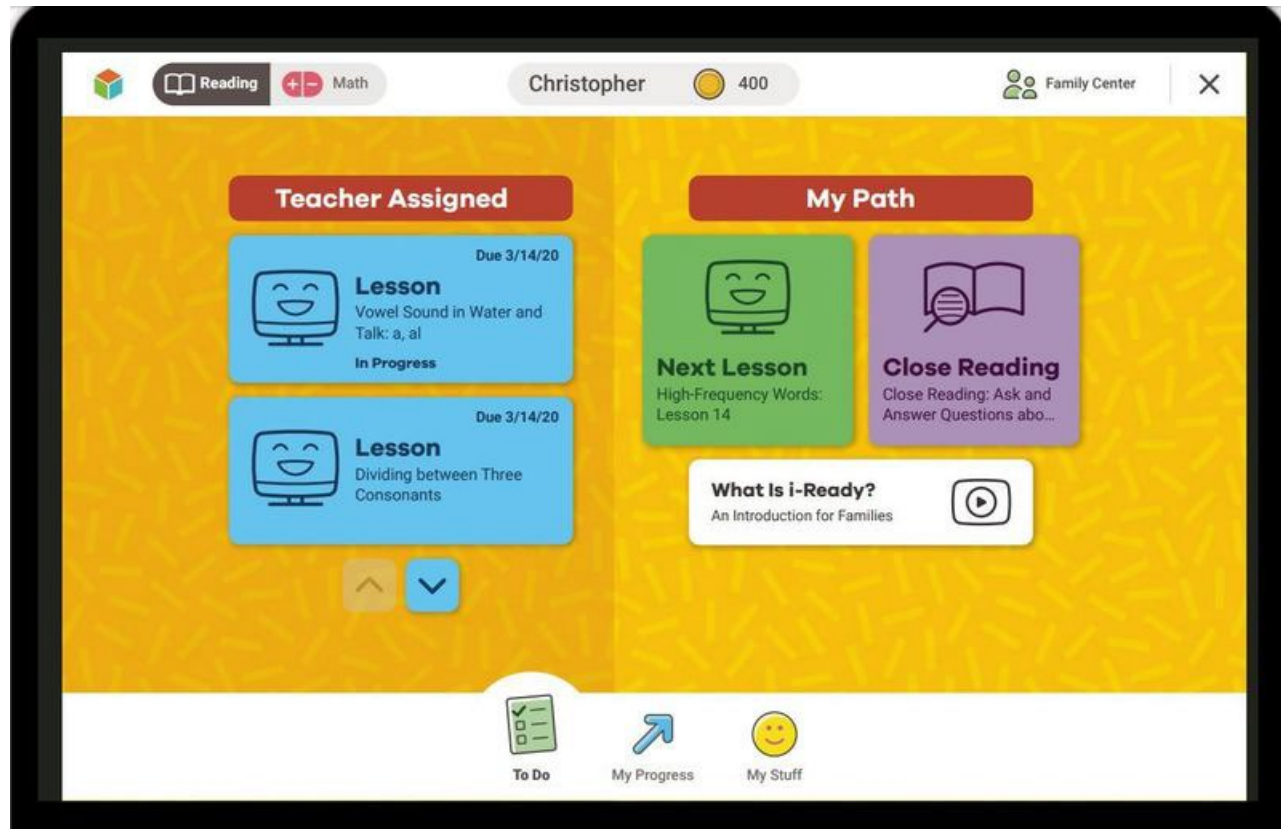 Reading
Math
Christopher
400
Family Center
Teacher Assigned
Due 3/14/20
Lesson
Vowel Sound in Water and
Talk: a, al
In Progress
Due 3/14/20
Lesson
Dividing between Three
Consonants
My Path
Next Lesson
High-Frequency Words:
Lesson 14
Close Reading
Close Reading: Ask and
Answer Questions abo...
What Is i-Ready?
An Introduction for Families
To Do
My Progress
My Stuff